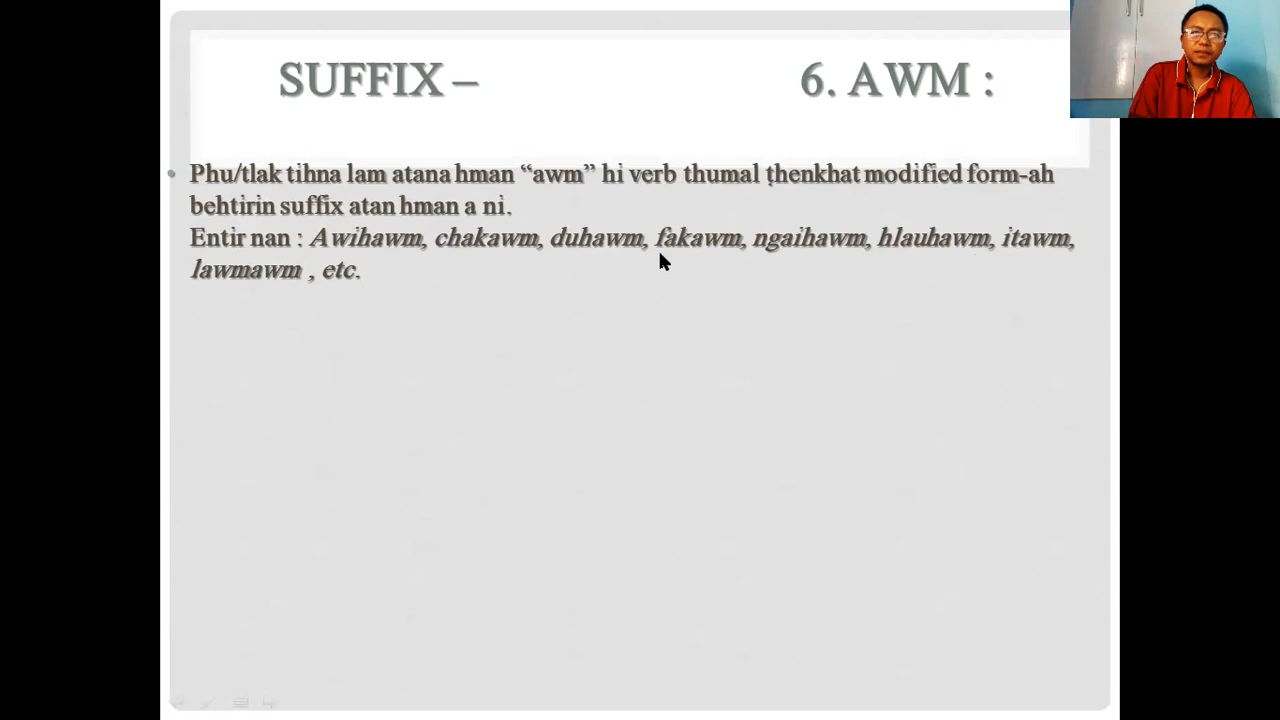 SUFFIX – 6. AWM :
• Phu/tlak tihna lam atana hman “awm” hi verb thumal ṭhenkhat modified form-ah
behtirin suffix atan hman a ni.
Entir nan : Awihawm, chakawm, duhawm, fakawm, ngaihawm, hlauhawm, itawm,
lawmawm , etc.